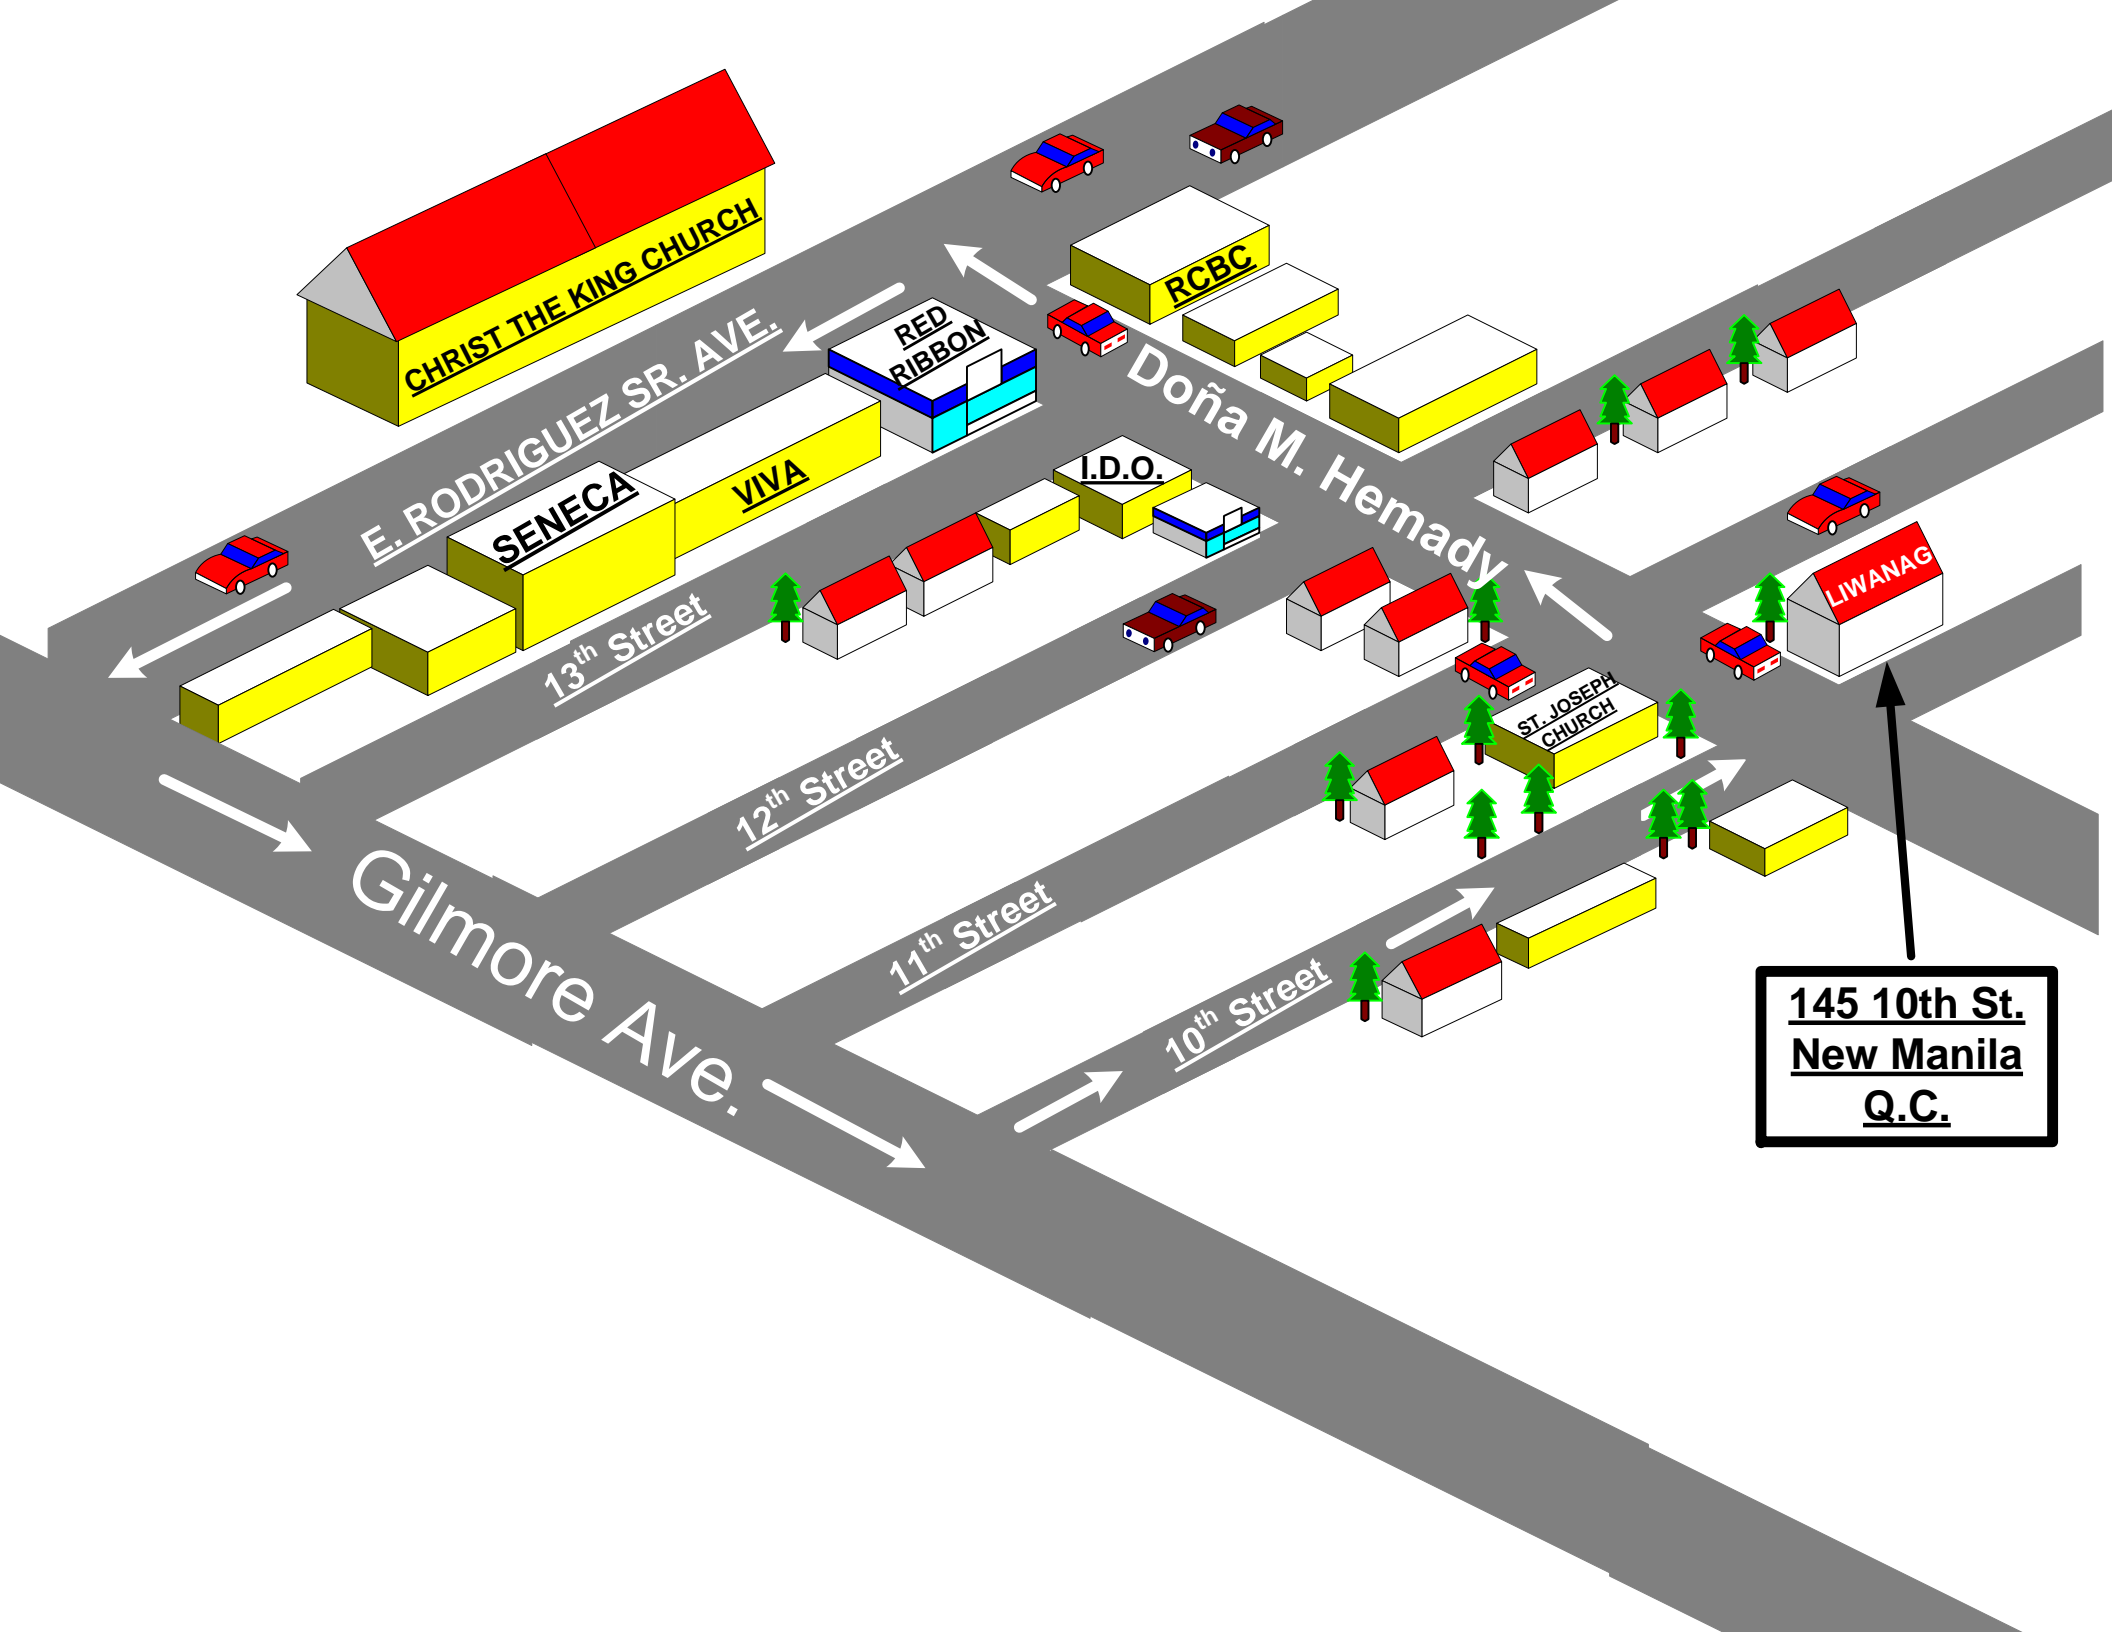 CHRIST THE KING CHURCH
RCBC
RED
RIBBON
E. RODRIGUEZ SR. AVE.
Doña M. Hemady
VIVA
SENECA
I.D.O.
LIWANAG
13th Street
ST. JOSEPH
CHURCH
12th Street
Gilmore Ave.
11th Street
10th Street
145 10th St.
New Manila
Q.C.